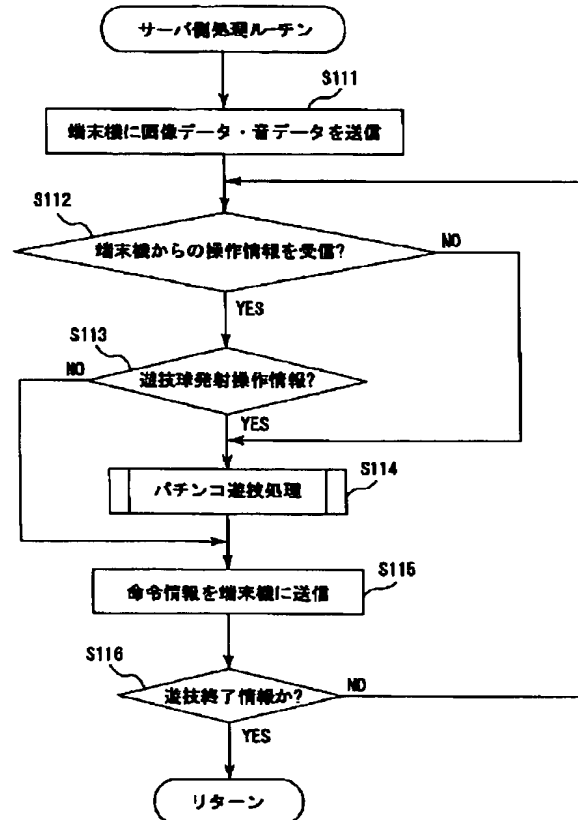 サーバ側処理ルーチン
S111
端末機に画像データ・音データを送信
S112
端末機からの操作情報を受信?
NO
YES
S113
NO
遊技球発射操作情報?
YES
S114
パチンコ遊技処理
S115
命令情報を端末機に送信
S116
遊技終了情報か?
NO
YES
リターン